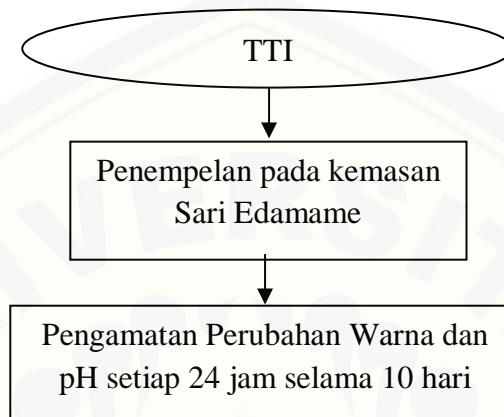 TTI
Penempelan pada kemasan
Sari Edamame
Pengamatan Perubahan Warna dan
pH setiap 24 jam selama 10 hari